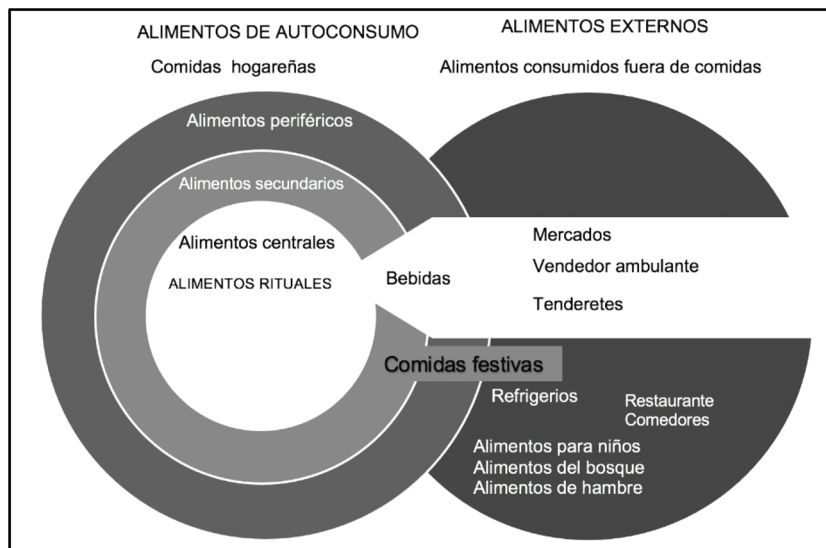 ALIMENTOS DE AUTOCONSUMO
Comidas hogareñas
ALIMENTOS EXTERNOS
Alimentos consumidos fuera de comidas
Alimentos periféricos
Alimentos secundarios
Alimentos centrales
ALIMENTOS RITUALES
Bebidas
Mercados
Vendedor ambulante
Tenderetes
Comidas festivas
Refrigerios
Restaurante
Comedores
Alimentos para niños
Alimentos del bosque
Alimentos de hambre